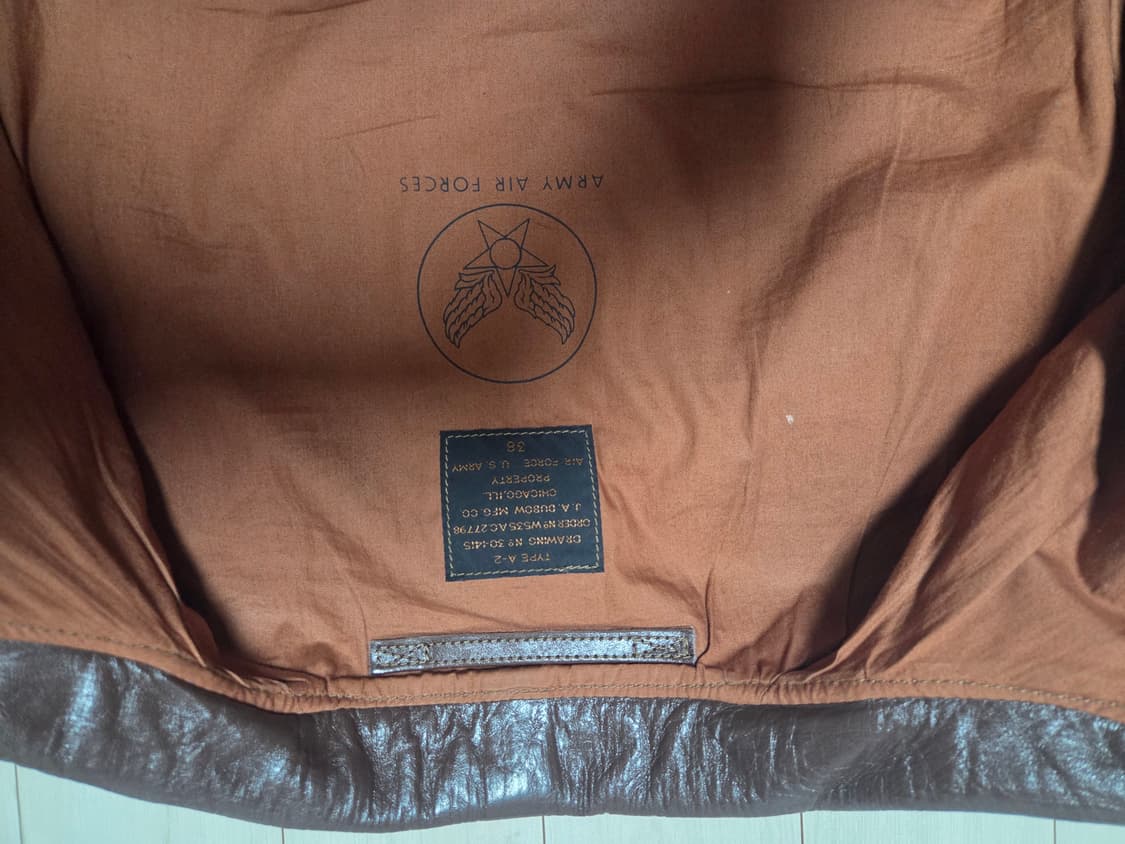 ARMY AIR FORCES
TYPE A-2
DRAWING Nº 30-1415
ORDER Nº W535 AC 27798
J. A. DUBOW MFG. CO.
CHICAGO, ILL.
PROPERTY
AIR FORCE U. S. ARMY
38